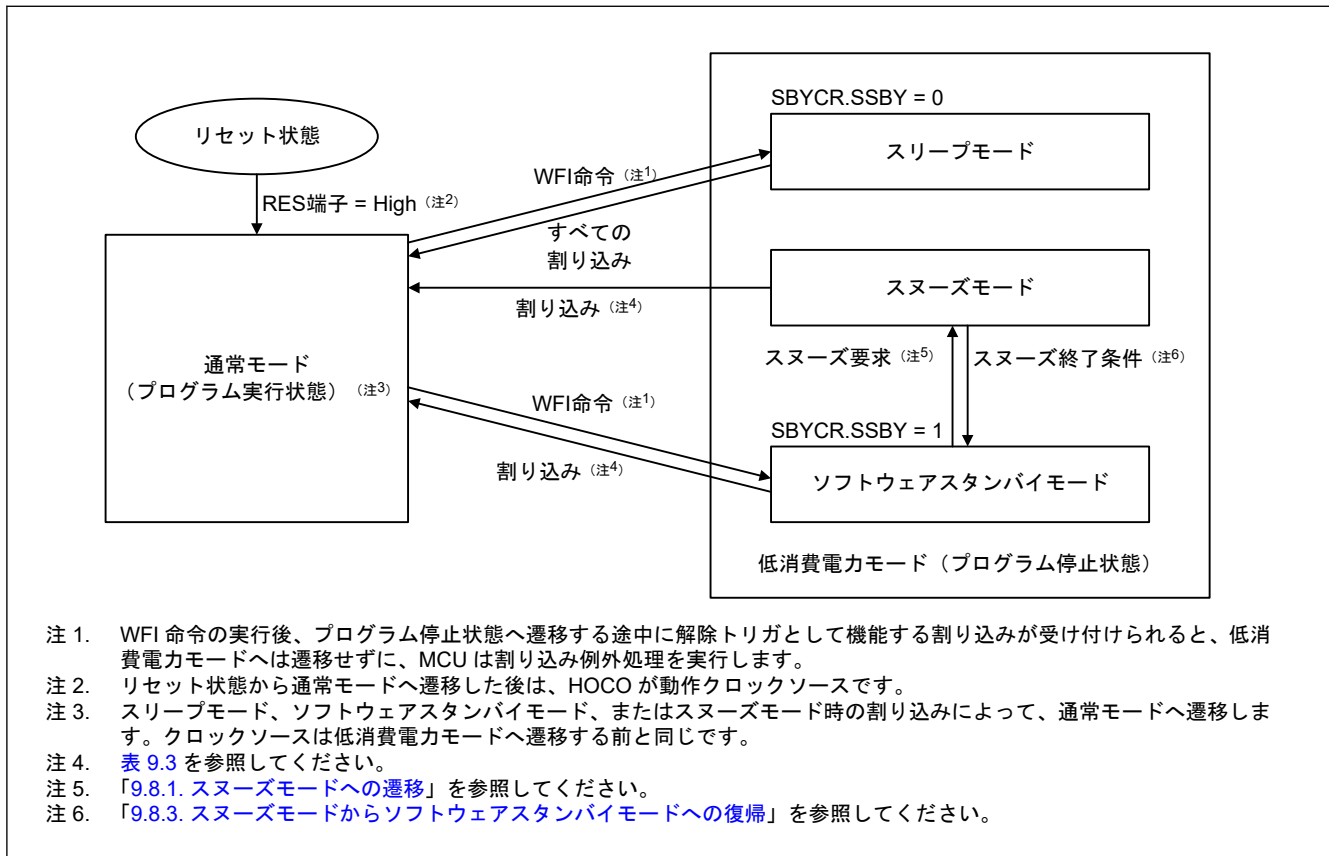 SBYCR.SSBY = 0
リセット状態
スリープモード
WFI命令（注1）
RES端子 = High（注2）
すべての
割り込み
スヌーズモード
割り込み（注4）
スヌーズ要求（注5）
スヌーズ終了条件（注6）
通常モード
（プログラム実行状態）（注3）
WFI命令（注1）
SBYCR.SSBY = 1
割り込み（注4）
ソフトウェアスタンバイモード
低消費電力モード（プログラム停止状態）
注 1. WFI 命令の実行後、プログラム停止状態へ遷移する途中に解除トリガとして機能する割り込みが受け付けられると、低消
費電力モードへは遷移せずに、MCU は割り込み例外処理を実行します。
注 2. リセット状態から通常モードへ遷移した後は、HOCO が動作クロックソースです。
注 3. スリープモード、ソフトウェアスタンバイモード、またはスヌーズモード時の割り込みによって、通常モードへ遷移しま
す。クロックソースは低消費電力モードへ遷移する前と同じです。
注 4. 表 9.3 を参照してください。
注 5. 「9.8.1. スヌーズモードへの遷移」を参照してください。
注 6. 「9.8.3. スヌーズモードからソフトウェアスタンバイモードへの復帰」を参照してください。